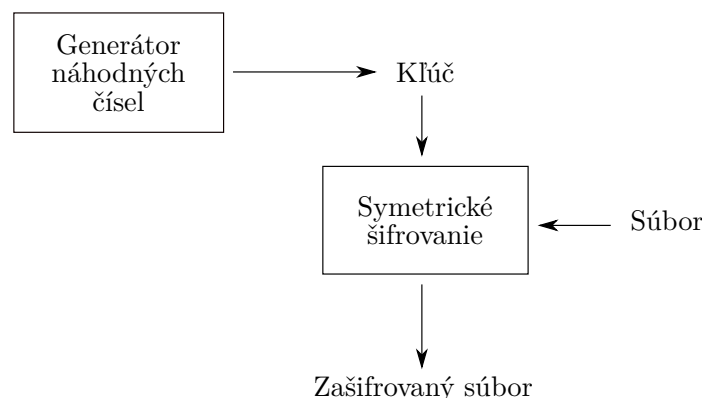 Generátor
náhodných
čísel
Kľúč
Symetrické
šifrovanie
Súbor
Zašifrovaný súbor